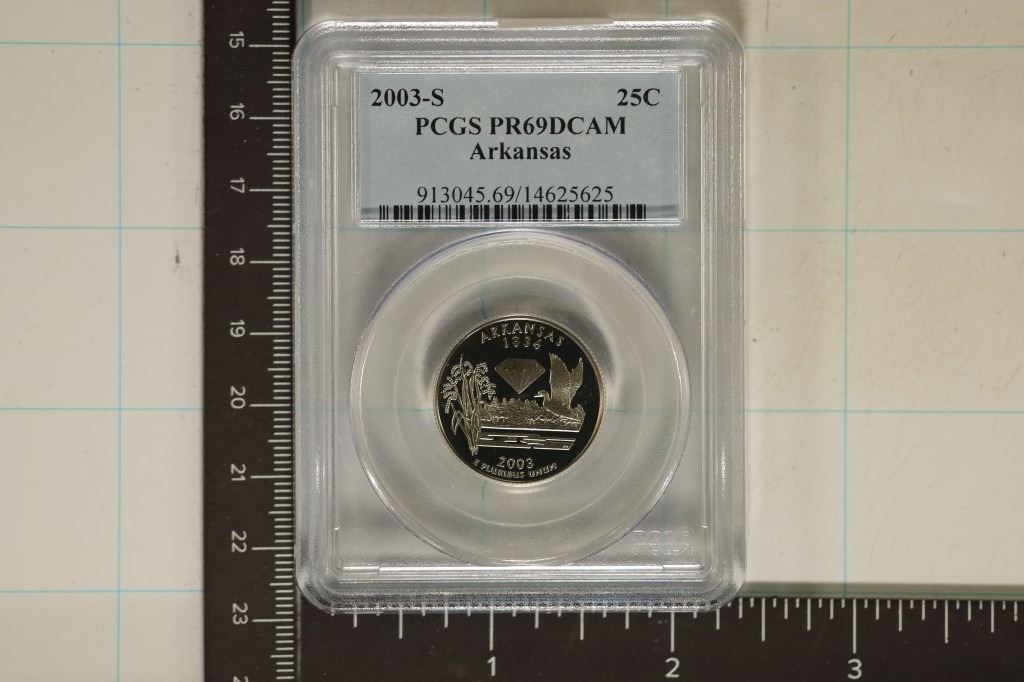 2003-S 25C
PCGS PR69DCAM
Arkansas
913045.69/14625625
ARKANSAS
1836
2003
E PLURIBUS UNUM
PCGS
15
16
17
18
19
20
21
22
23
1 2 3